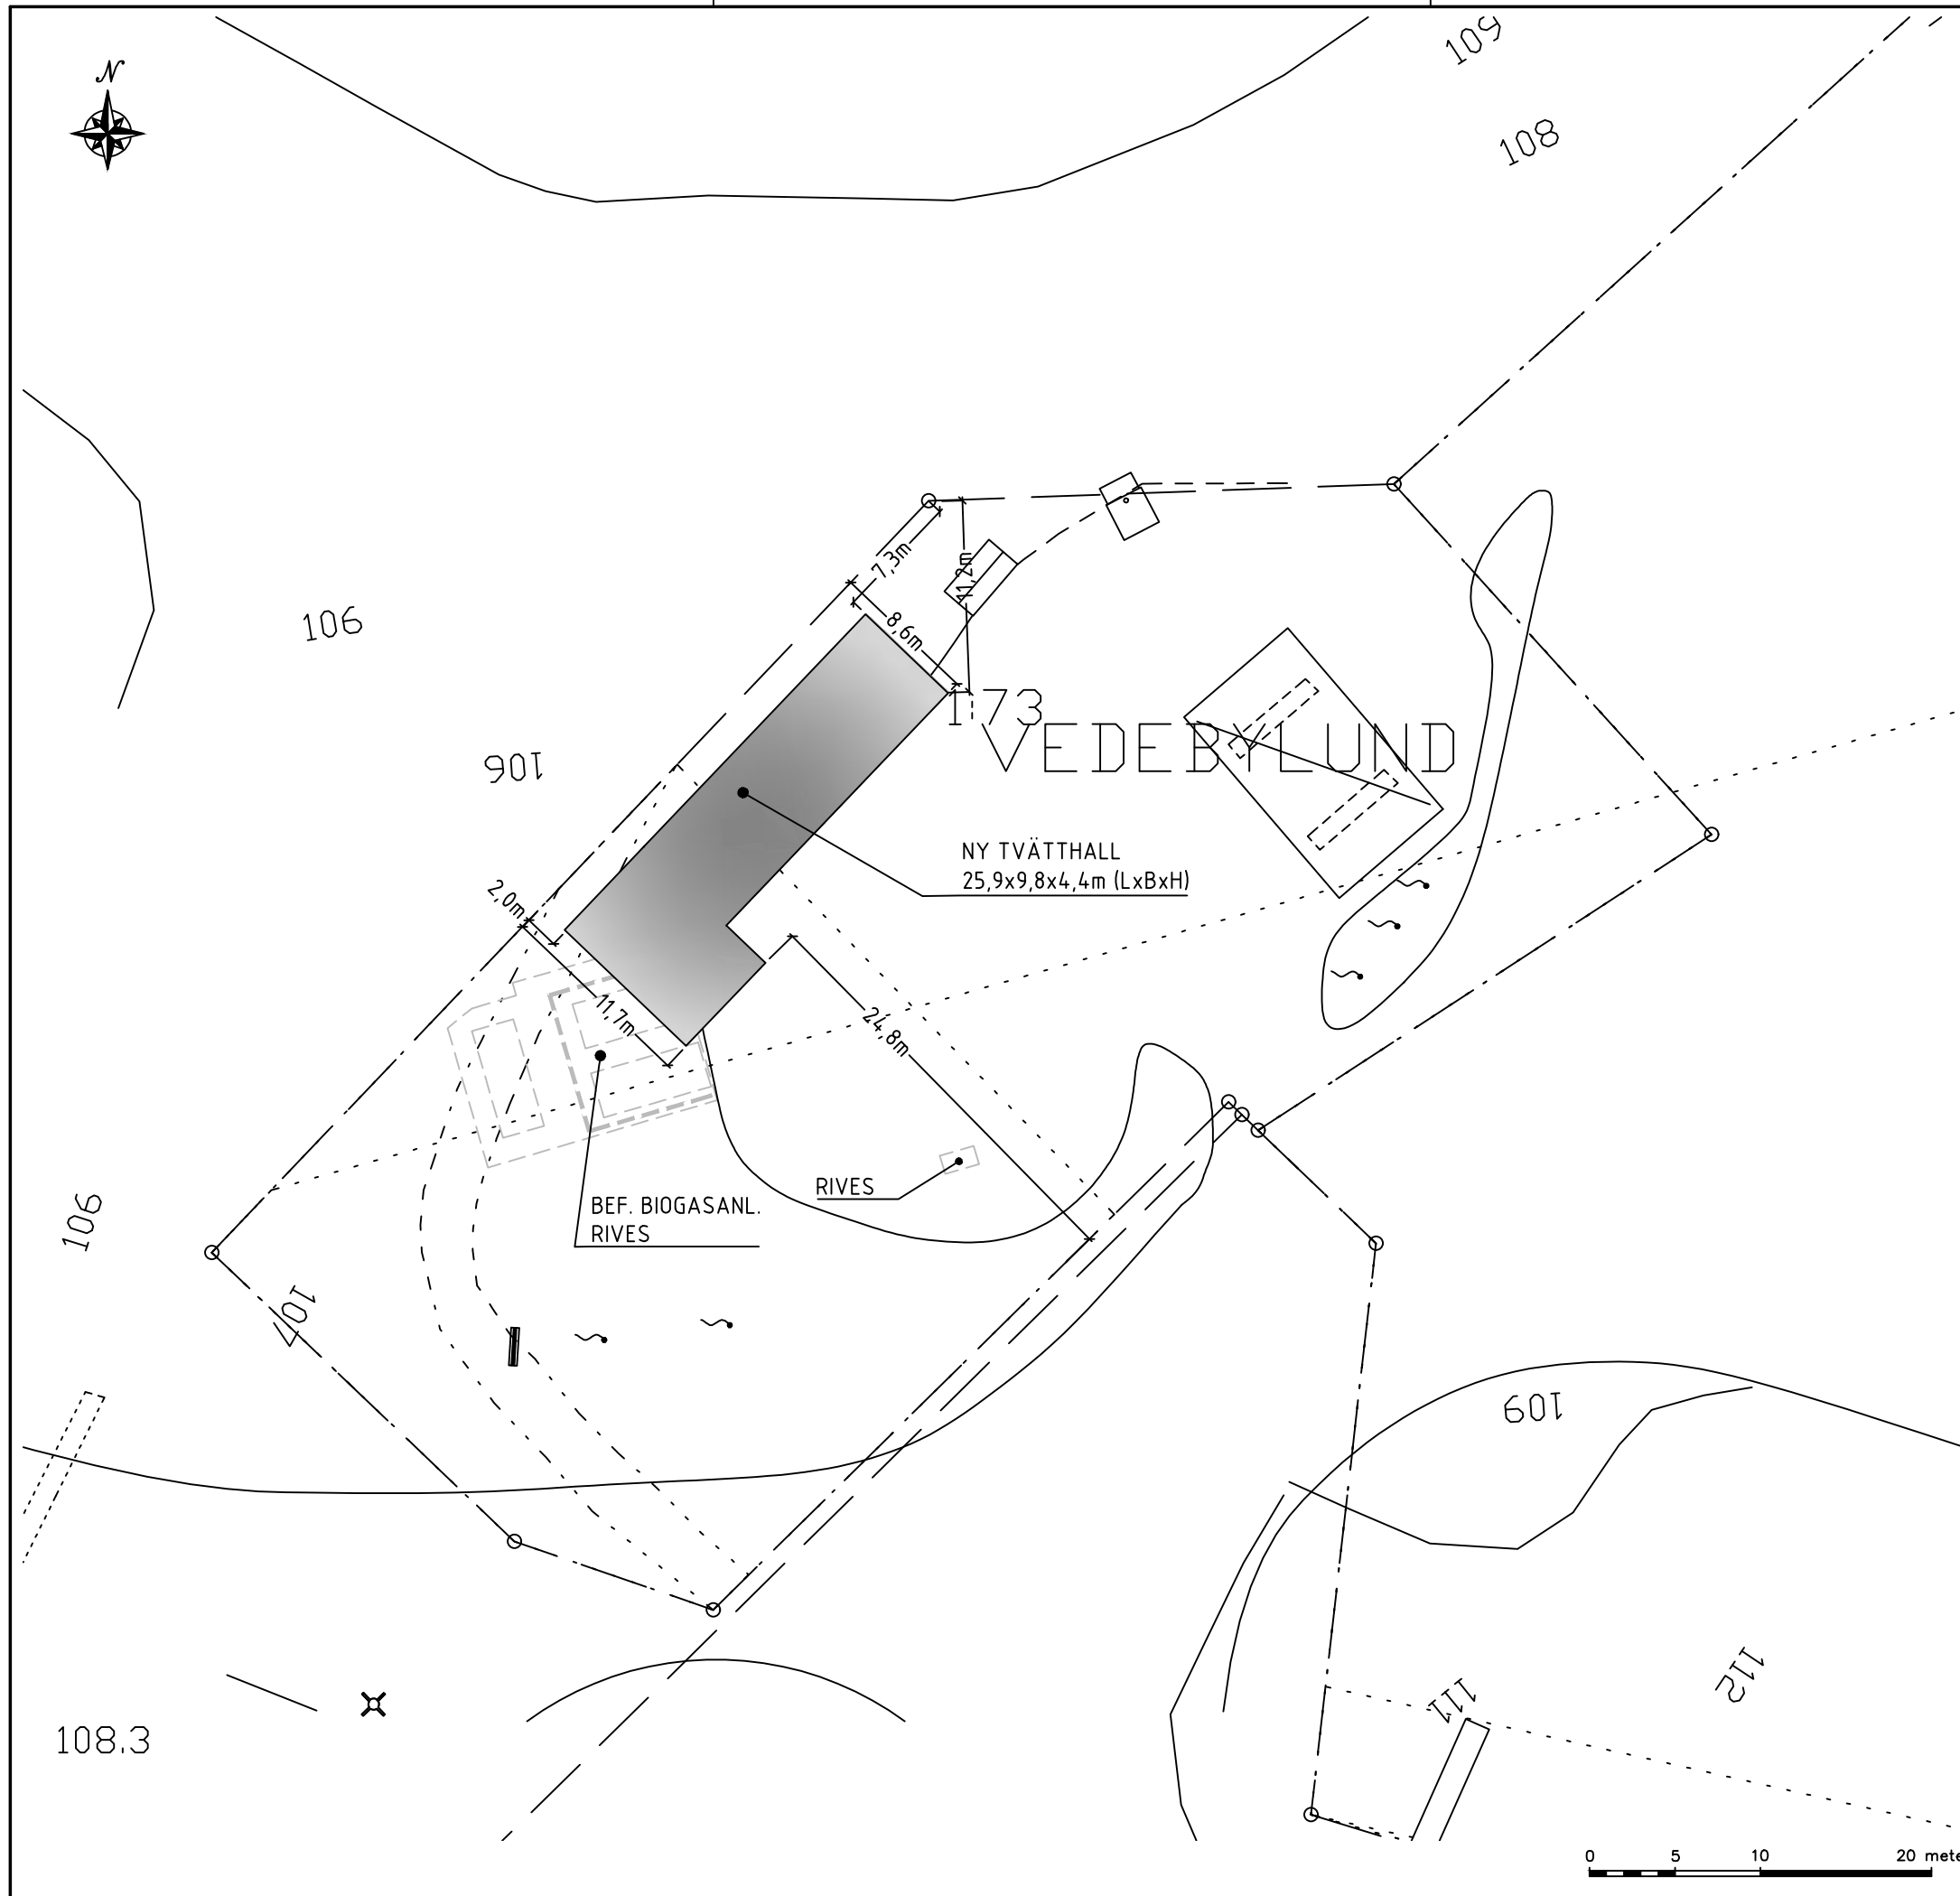 109
N
108
7,3m
11,2m
106
8,6m
1:73
VEDEBYLUND
106
NY TVÄTTHALL
25,9x9,8x4,4m (LxBxH)
2,0m
11,7m
24,8m
RIVES
BEF. BIOGASANL.
RIVES
106
107
109
112
111
108.3
0 5 10 20 mete